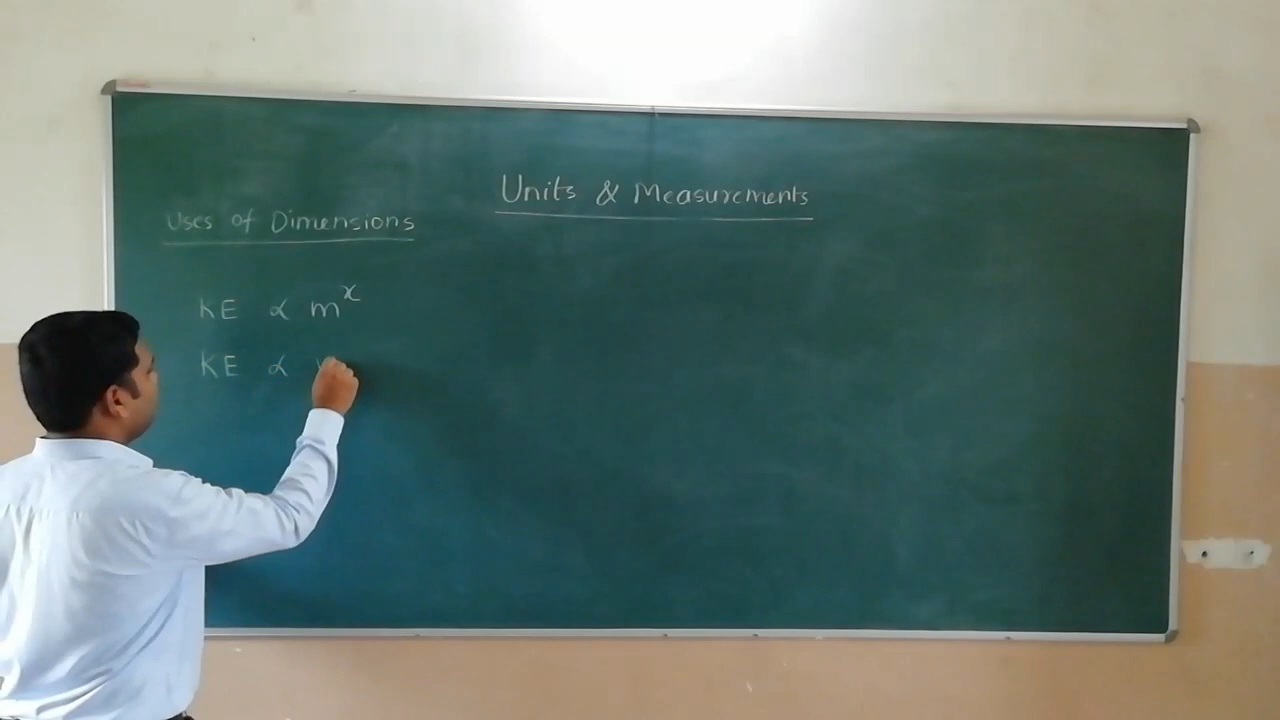 Units & Measurements
Uses of Dimensions
KE ∝ m^x
KE ∝